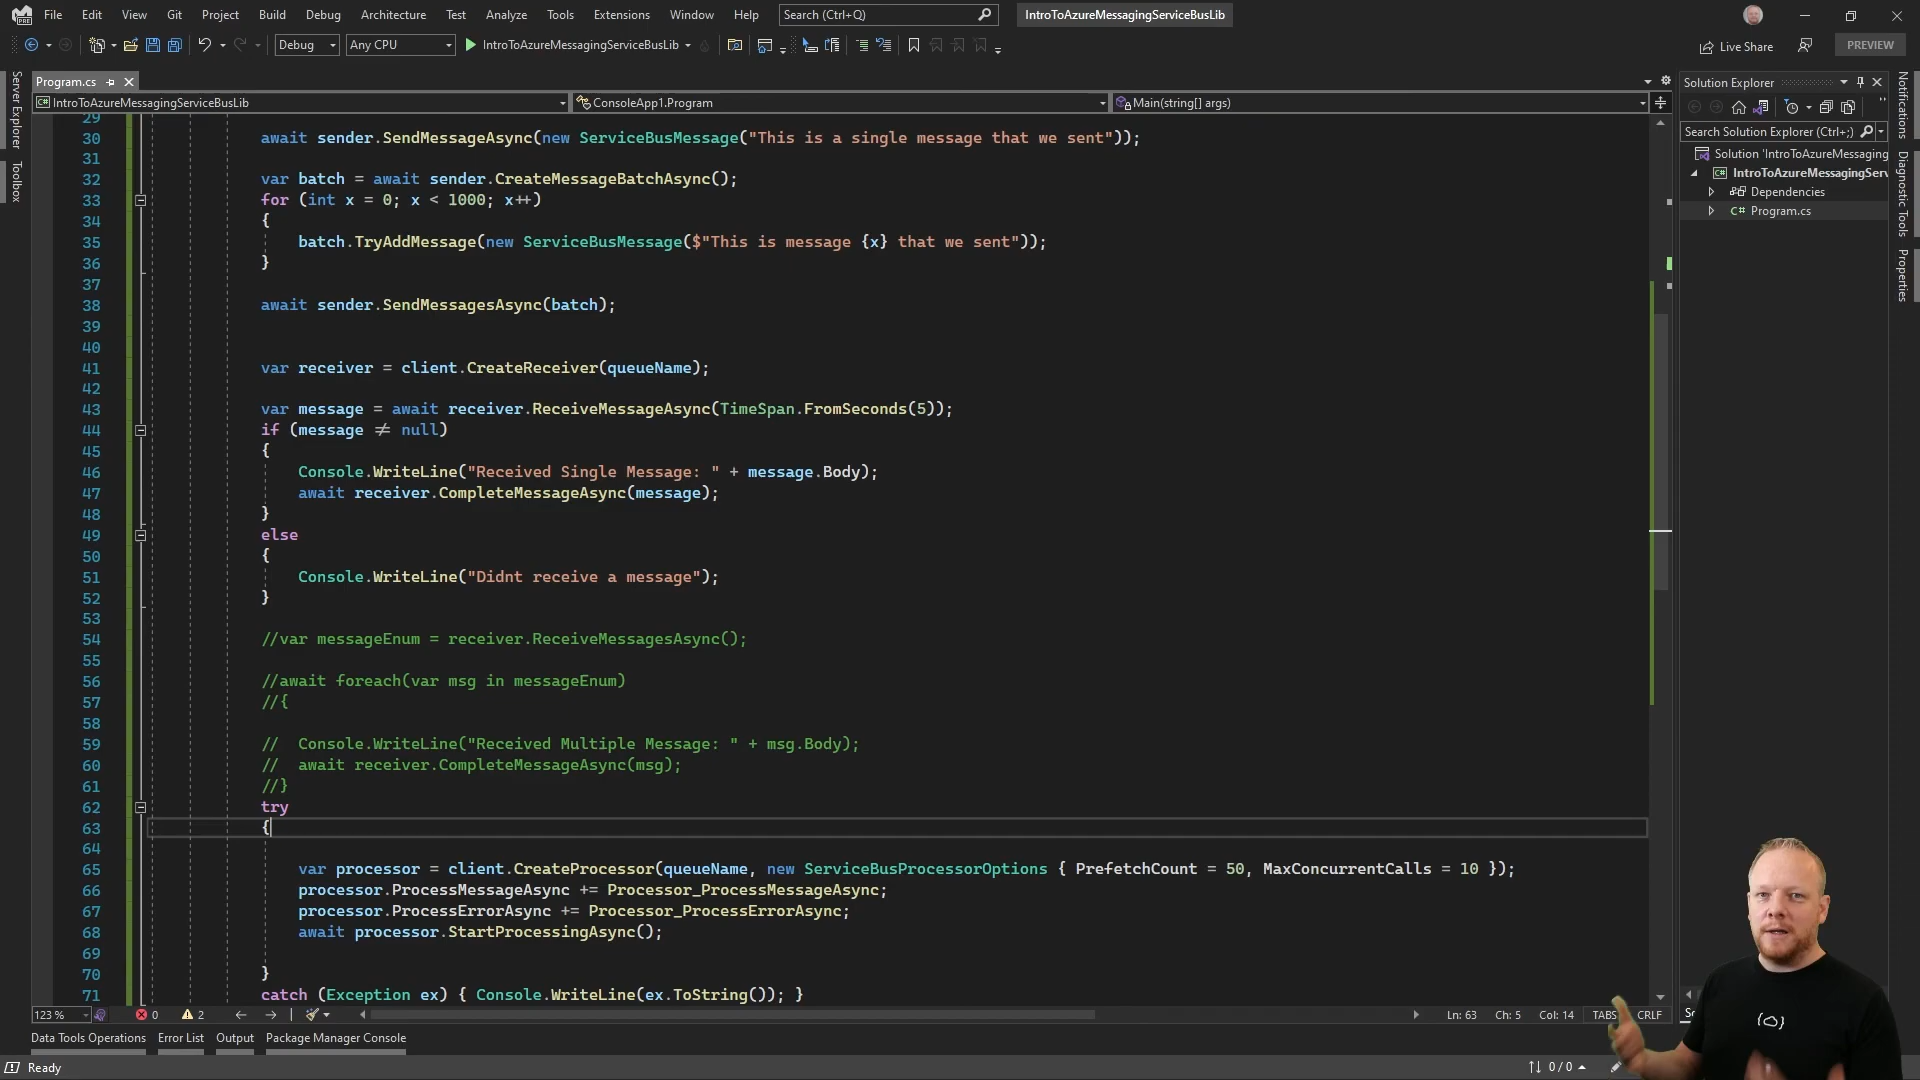 File Edit View Git Project Build Debug Architecture Test Analyze Tools Extensions Window Help Search (Ctrl+Q) IntroToAzureMessagingServiceBusLib
Debug Any CPU IntroToAzureMessagingServiceBusLib Live Share PREVIEW
Server Explorer
Toolbox
Program.cs
IntroToAzureMessagingServiceBusLib ConsoleApp1.Program Main(string[] args)
29
30 await sender.SendMessageAsync(new ServiceBusMessage("This is a single message that we sent"));
31
32 var batch = await sender.CreateMessageBatchAsync();
33 for (int x = 0; x < 1000; x++)
34 {
35 batch.TryAddMessage(new ServiceBusMessage($"This is message {x} that we sent"));
36 }
37
38 await sender.SendMessagesAsync(batch);
39
40
41 var receiver = client.CreateReceiver(queueName);
42
43 var message = await receiver.ReceiveMessageAsync(TimeSpan.FromSeconds(5));
44 if (message ≠ null)
45 {
46 Console.WriteLine("Received Single Message: " + message.Body);
47 await receiver.CompleteMessageAsync(message);
48 }
49 else
50 {
51 Console.WriteLine("Didnt receive a message");
52 }
53
54 //var messageEnum = receiver.ReceiveMessagesAsync();
55
56 //await foreach(var msg in messageEnum)
57 //{
58
59 // Console.WriteLine("Received Multiple Message: " + msg.Body);
60 // await receiver.CompleteMessageAsync(msg);
61 //}
62 try
63 {
64
65 var processor = client.CreateProcessor(queueName, new ServiceBusProcessorOptions { PrefetchCount = 50, MaxConcurrentCalls = 10 });
66 processor.ProcessMessageAsync += Processor_ProcessMessageAsync;
67 processor.ProcessErrorAsync += Processor_ProcessErrorAsync;
68 await processor.StartProcessingAsync();
69
70 }
71 catch (Exception ex) { Console.WriteLine(ex.ToString()); }
123 % 0 2 Ln: 63 Ch: 5 Col: 14 TABS CRLF
Data Tools Operations Error List Output Package Manager Console
Ready 0 / 0
Solution Explorer
Search Solution Explorer (Ctrl+;)
Solution 'IntroToAzureMessaging
IntroToAzureMessagingServ
Dependencies
C# Program.cs
Notifications
Diagnostic Tools
Properties